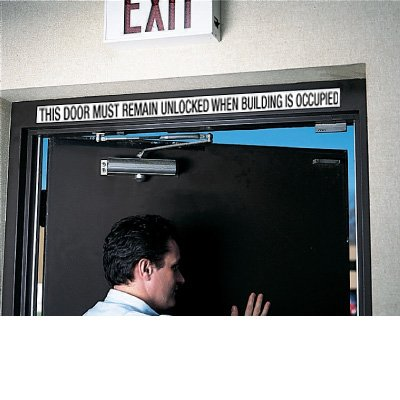 EXIT
THIS DOOR MUST REMAIN UNLOCKED WHEN BUILDING IS OCCUPIED